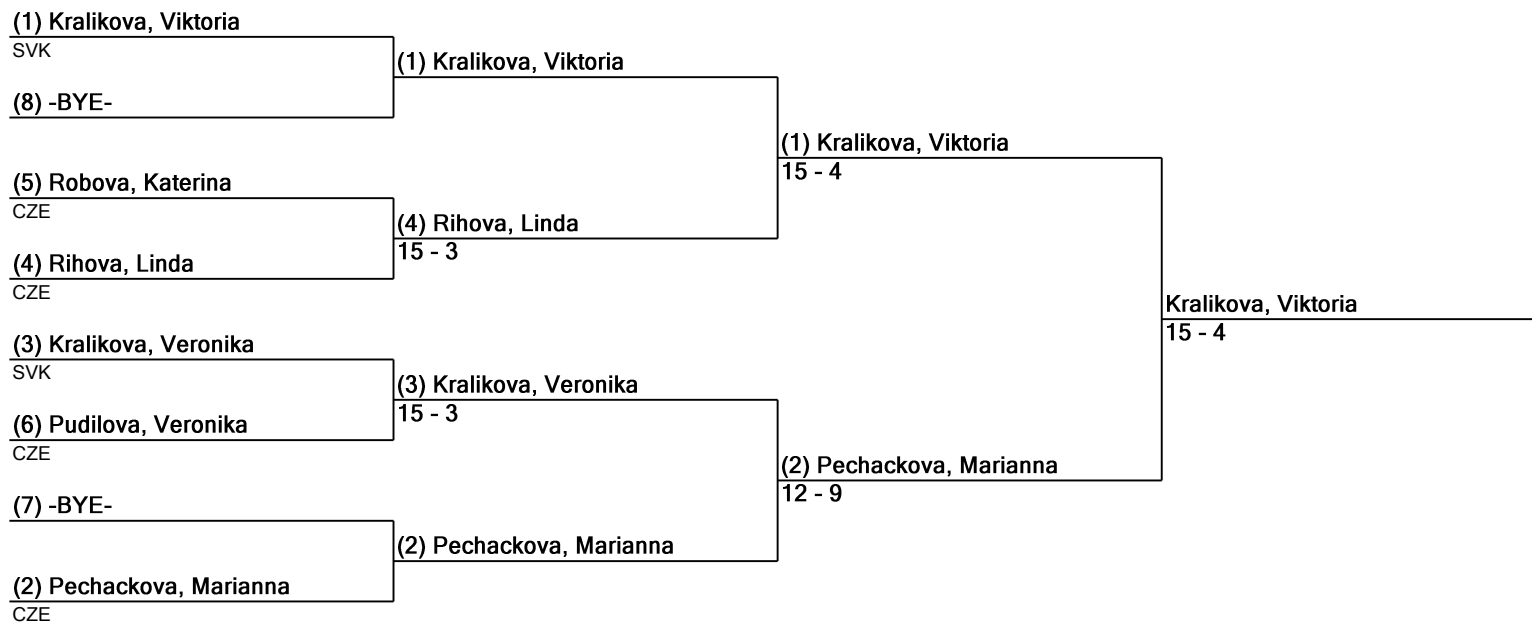 (1) Kralikova, Viktoria
SVK
(8) -BYE-
(5) Robova, Katerina
CZE
(4) Rihova, Linda
CZE
(3) Kralikova, Veronika
SVK
(6) Pudilova, Veronika
CZE
(7) -BYE-
(2) Pechackova, Marianna
CZE
(1) Kralikova, Viktoria
(4) Rihova, Linda
15 - 3
(3) Kralikova, Veronika
15 - 3
(2) Pechackova, Marianna
(1) Kralikova, Viktoria
15 - 4
(2) Pechackova, Marianna
12 - 9
Kralikova, Viktoria
15 - 4